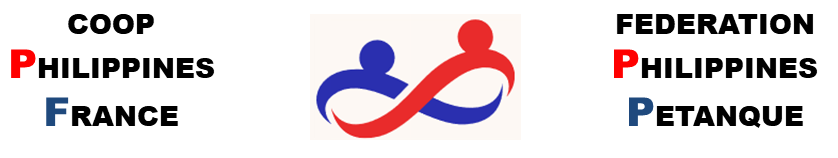 COOP
PHILIPPINES
FRANCE
FEDERATION
PHILIPPINES
PETANQUE